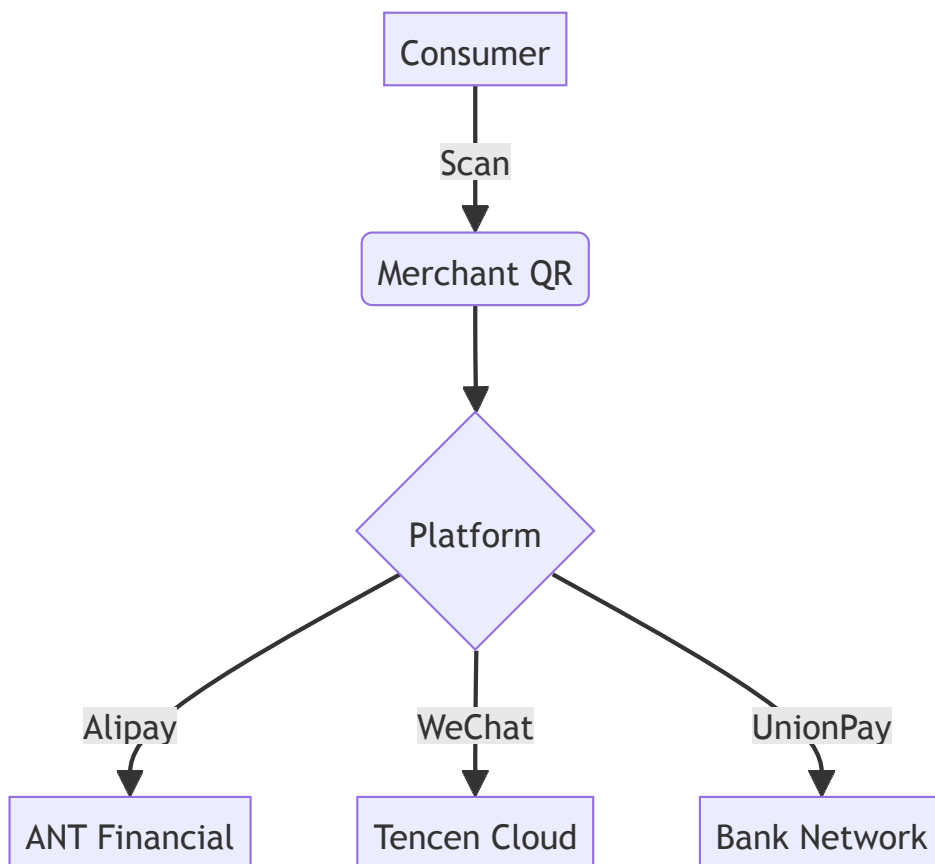 Consumer
Scan
Merchant QR
Platform
Alipay
WeChat
UnionPay
ANT Financial
Tencen Cloud
Bank Network